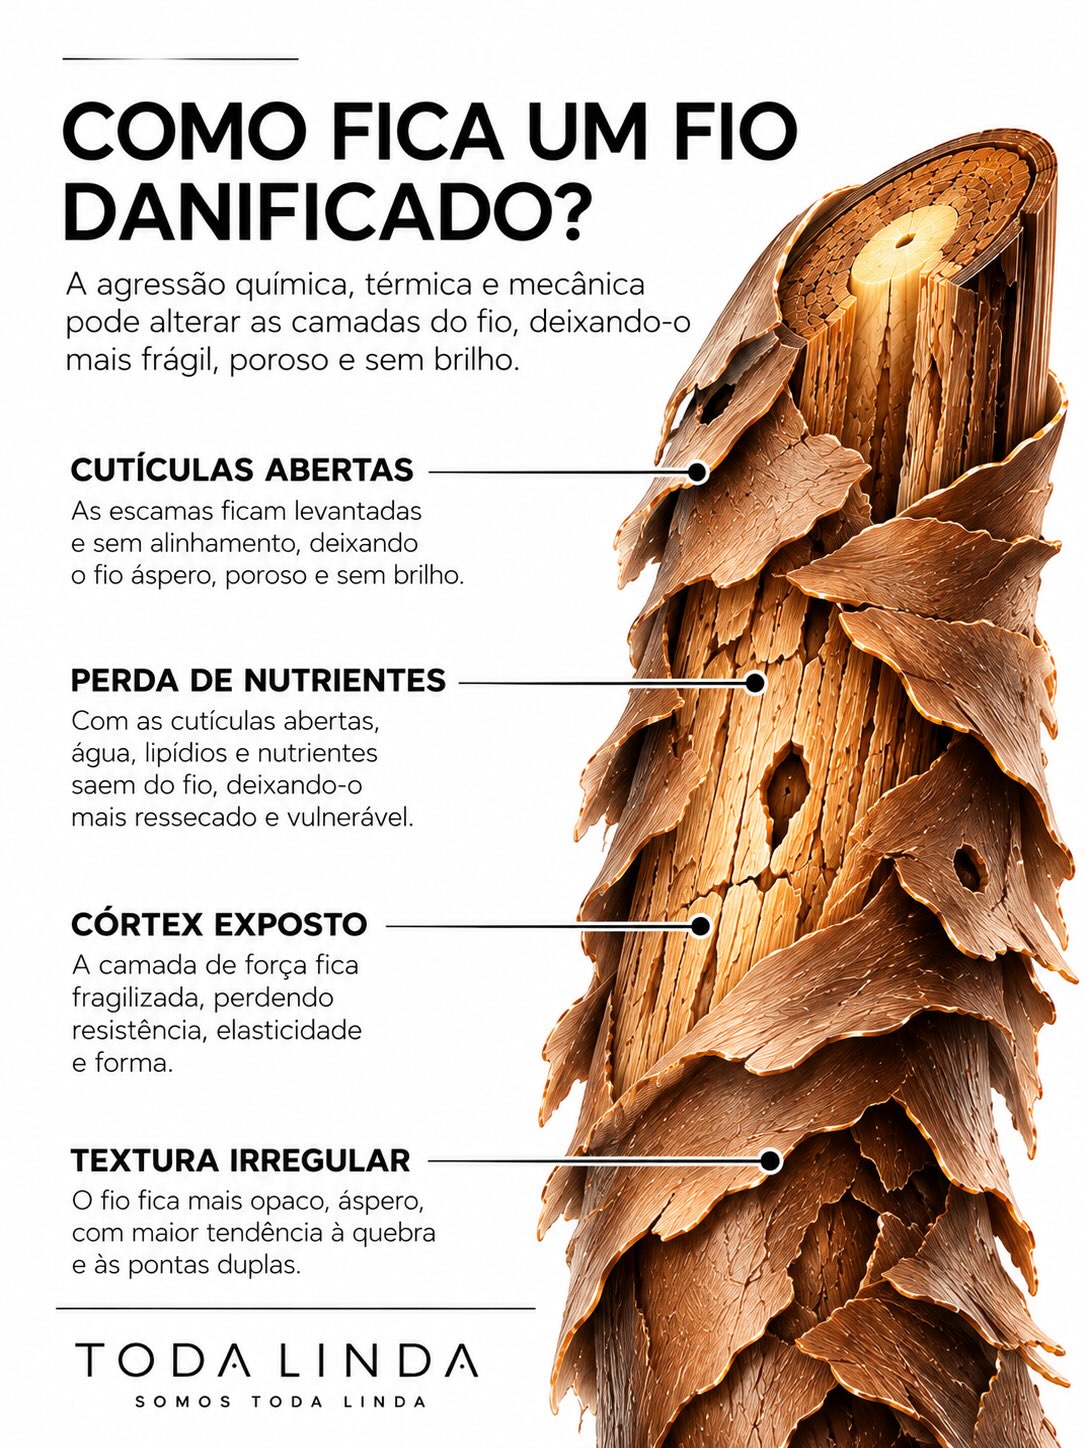 COMO FICA UM FIO
DANIFICADO?
A agressão química, térmica e mecânica
pode alterar as camadas do fio, deixando-o
mais frágil, poroso e sem brilho.
CUTÍCULAS ABERTAS
As escamas ficam levantadas
e sem alinhamento, deixando
o fio áspero, poroso e sem brilho.
PERDA DE NUTRIENTES
Com as cutículas abertas,
água, lipídios e nutrientes
saem do fio, deixando-o
mais ressecado e vulnerável.
CÓRTEX EXPOSTO
A camada de força fica
fragilizada, perdendo
resistência, elasticidade
e forma.
TEXTURA IRREGULAR
O fio fica mais opaco, áspero,
com maior tendência à quebra
e às pontas duplas.
TODA LINDA
SOMOS TODA LINDA